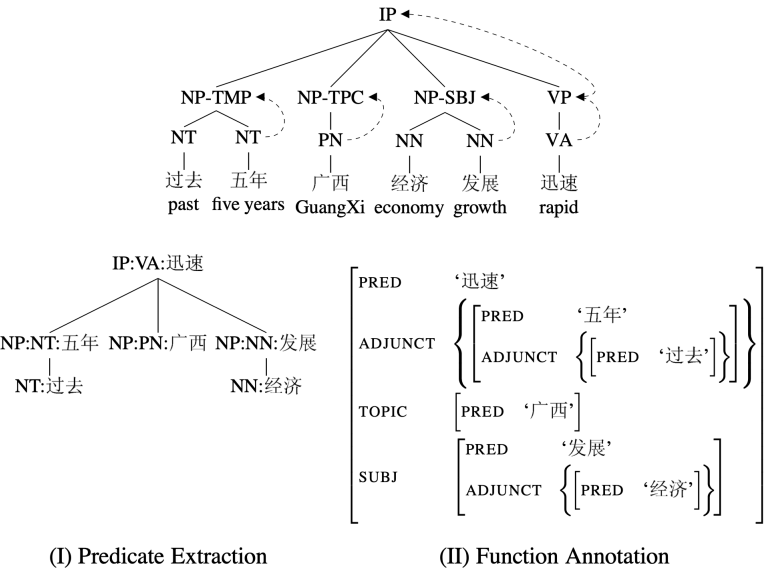 IP
NP-TMP NP-TPC NP-SBJ VP
NT NT PN NN NN VA
过去 五年 广西 经济 发展 迅速
past five years GuangXi economy growth rapid
IP:VA:迅速
NP:NT:五年 NP:PN:广西 NP:NN:发展
NT:过去 NN:经济
PRED ‘迅速’
PRED ‘五年’
ADJUNCT
ADJUNCT PRED ‘过去’
TOPIC PRED ‘广西’
PRED ‘发展’
SUBJ
ADJUNCT PRED ‘经济’
(I) Predicate Extraction
(II) Function Annotation